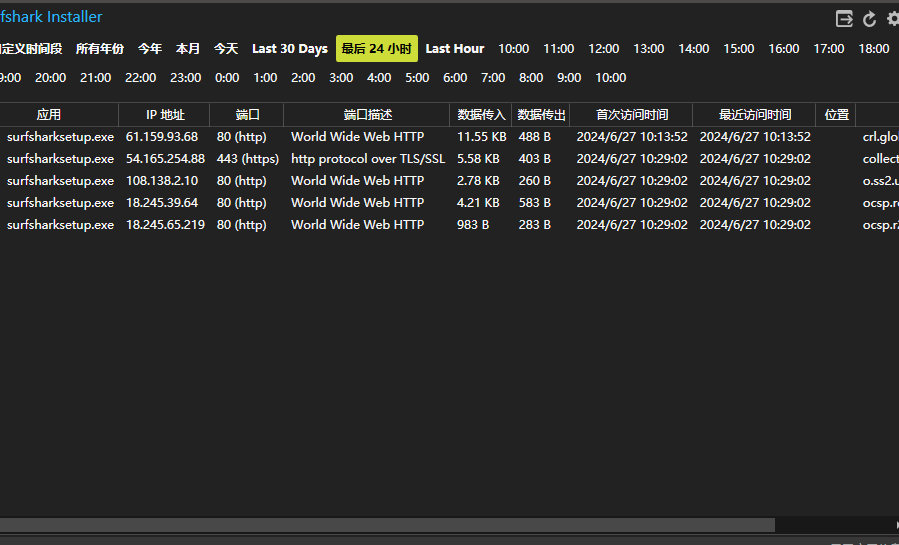 fshark Installer
定义时间段 所有年份 今年 本月 今天 Last 30 Days 最后 24 小时 Last Hour 10:00 11:00 12:00 13:00 14:00 15:00 16:00 17:00 18:00
9:00 20:00 21:00 22:00 23:00 0:00 1:00 2:00 3:00 4:00 5:00 6:00 7:00 8:00 9:00 10:00
应用 IP 地址 端口 端口描述 数据传入 数据传出 首次访问时间 最近访问时间 位置
surfsharksetup.exe 61.159.93.68 80 (http) World Wide Web HTTP 11.55 KB 488 B 2024/6/27 10:13:52 2024/6/27 10:13:52 crl.glo
surfsharksetup.exe 54.165.254.88 443 (https) http protocol over TLS/SSL 5.58 KB 403 B 2024/6/27 10:29:02 2024/6/27 10:29:02 collect
surfsharksetup.exe 108.138.2.10 80 (http) World Wide Web HTTP 2.78 KB 260 B 2024/6/27 10:29:02 2024/6/27 10:29:02 o.ss2.u
surfsharksetup.exe 18.245.39.64 80 (http) World Wide Web HTTP 4.21 KB 583 B 2024/6/27 10:29:02 2024/6/27 10:29:02 ocsp.r
surfsharksetup.exe 18.245.65.219 80 (http) World Wide Web HTTP 983 B 283 B 2024/6/27 10:29:02 2024/6/27 10:29:02 ocsp.r